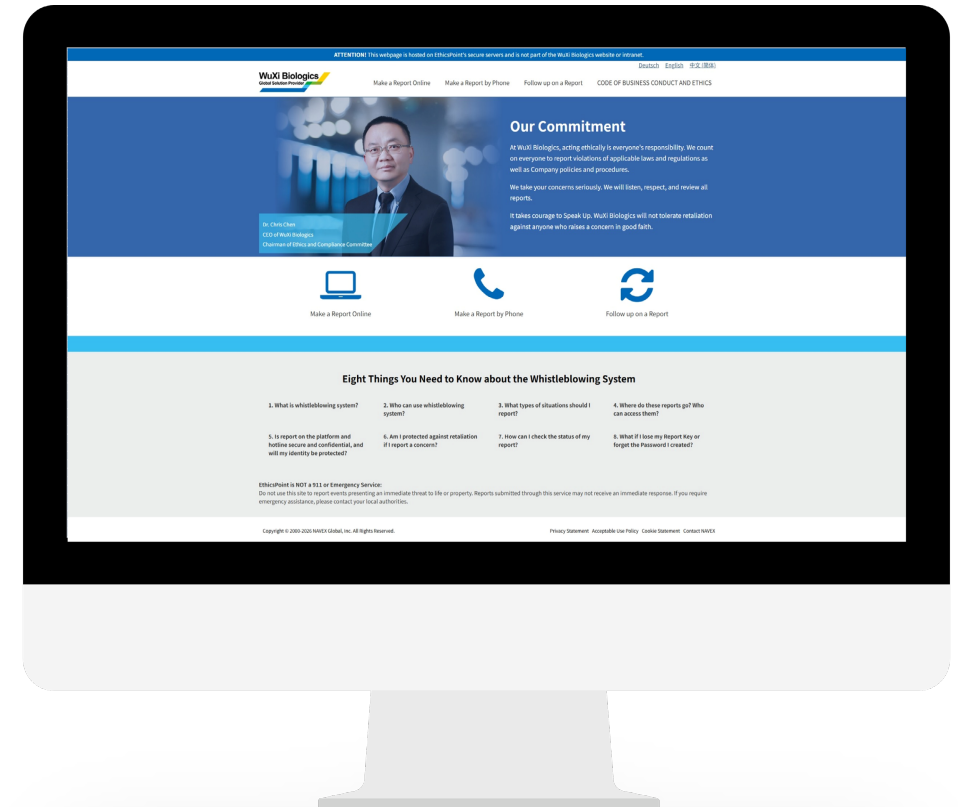 ATTENTION! This webpage is hosted on EthicsPoint's secure servers and is not part of the WuXi Biologics website or intranet.
Deutsch English 中文 (简体)
WuXi Biologics
Global Solution Provider
Make a Report Online Make a Report by Phone Follow up on a Report CODE OF BUSINESS CONDUCT AND ETHICS
Our Commitment
At WuXi Biologics, acting ethically is everyone's responsibility. We count
on everyone to report violations of applicable laws and regulations as
well as Company policies and procedures.
We take your concerns seriously. We will listen, respect, and review all
reports.
It takes courage to Speak Up. WuXi Biologics will not tolerate retaliation
against anyone who raises a concern in good faith.
Dr. Chris Chen
CEO of WuXi Biologics
Chairman of Ethics and Compliance Committee
Make a Report Online
Make a Report by Phone
Follow up on a Report
Eight Things You Need to Know about the Whistleblowing System
1. What is whistleblowing system?
2. Who can use whistleblowing
system?
3. What types of situations should I
report?
4. Where do these reports go? Who
can access them?
5. Is report on the platform and
hotline secure and confidential, and
will my identity be protected?
6. Am I protected against retaliation
if I report a concern?
7. How can I check the status of my
report?
8. What if I lose my Report Key or
forget the Password I created?
EthicsPoint is NOT a 911 or Emergency Service:
Do not use this site to report events presenting an immediate threat to life or property. Reports submitted through this service may not receive an immediate response. If you require
emergency assistance, please contact your local authorities.
Copyright © 2000-2026 NAVEX Global, Inc. All Rights Reserved.
Privacy Statement Acceptable Use Policy Cookie Statement Contact NAVEX